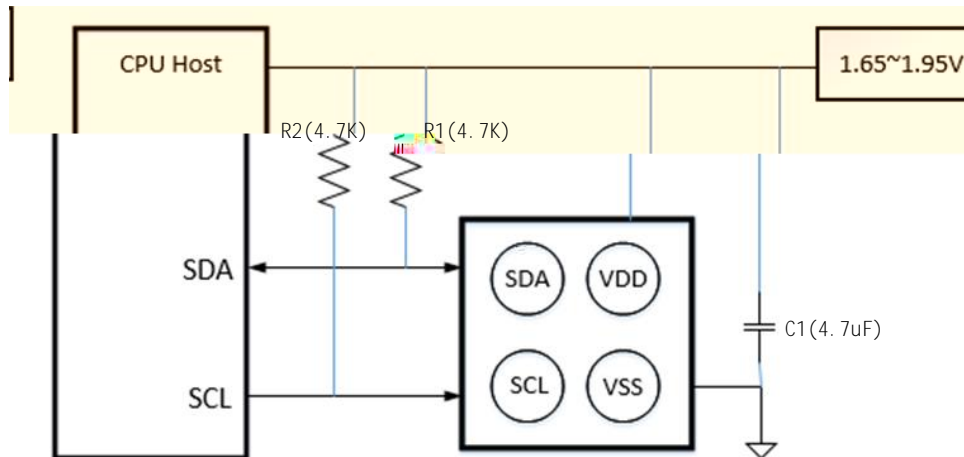 CPU Host
1.65~1.95V
R2(4.7K)
R1(4.7K)
SDA
SDA
VDD
C1(4.7uF)
SCL
SCL
VSS